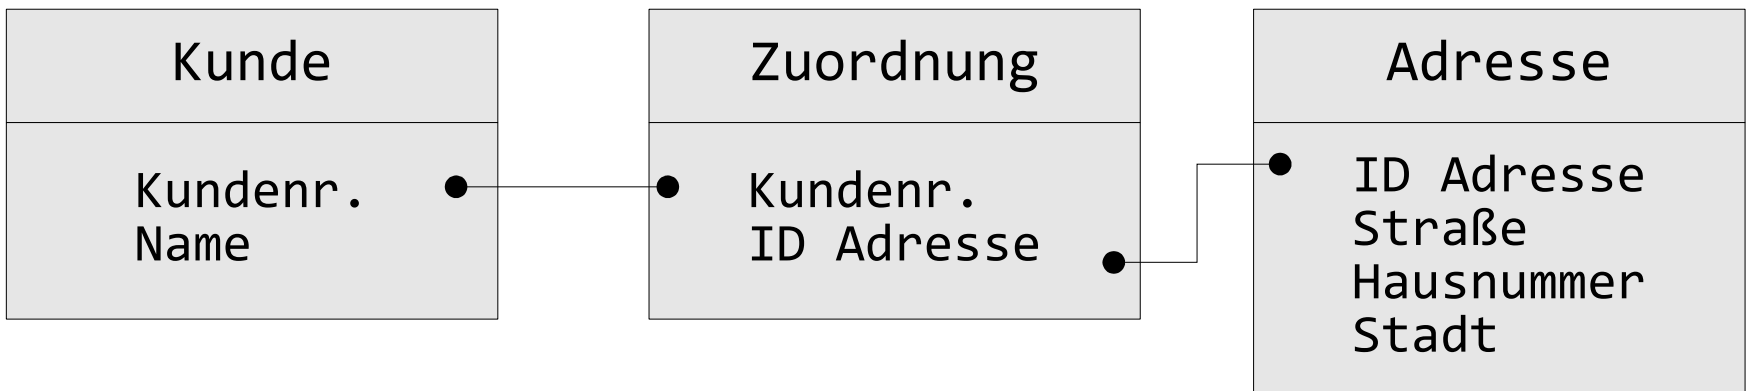 Kunde
Kundenr.
Name
Zuordnung
Kundenr.
ID Adresse
Adresse
ID Adresse
Straße
Hausnummer
Stadt